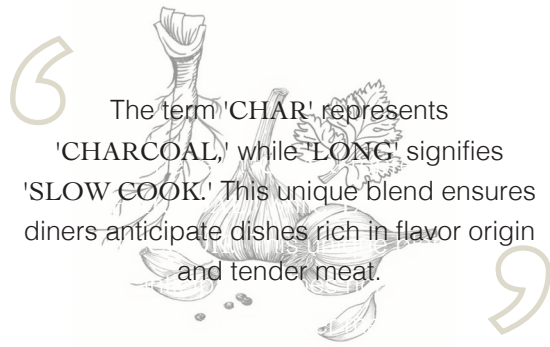 The term 'CHAR' represents
'CHARCOAL,' while 'LONG' signifies
'SLOW COOK.' This unique blend ensures
diners anticipate dishes rich in flavor origin
and tender meat.